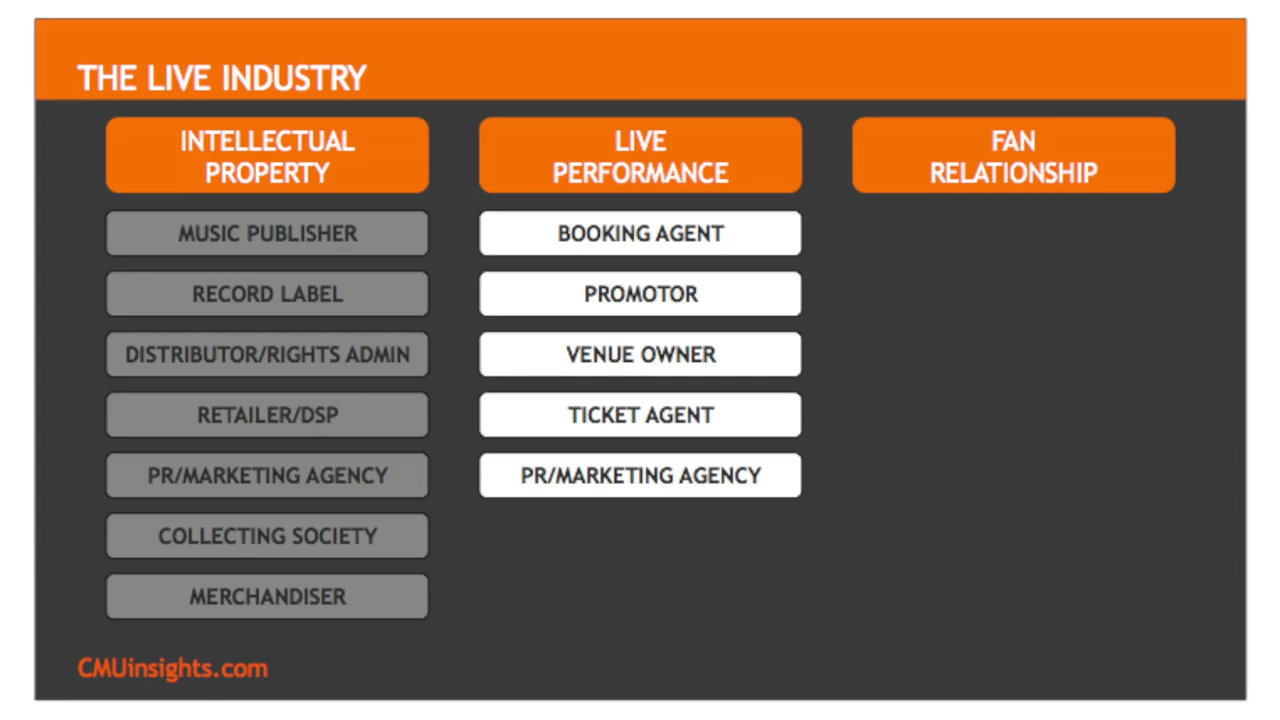 THE LIVE INDUSTRY
INTELLECTUAL
PROPERTY
MUSIC PUBLISHER
RECORD LABEL
DISTRIBUTOR/RIGHTS ADMIN
RETAILER/DSP
PR/MARKETING AGENCY
COLLECTING SOCIETY
MERCHANDISER
LIVE
PERFORMANCE
BOOKING AGENT
PROMOTOR
VENUE OWNER
TICKET AGENT
PR/MARKETING AGENCY
FAN
RELATIONSHIP
CMUinsights.com